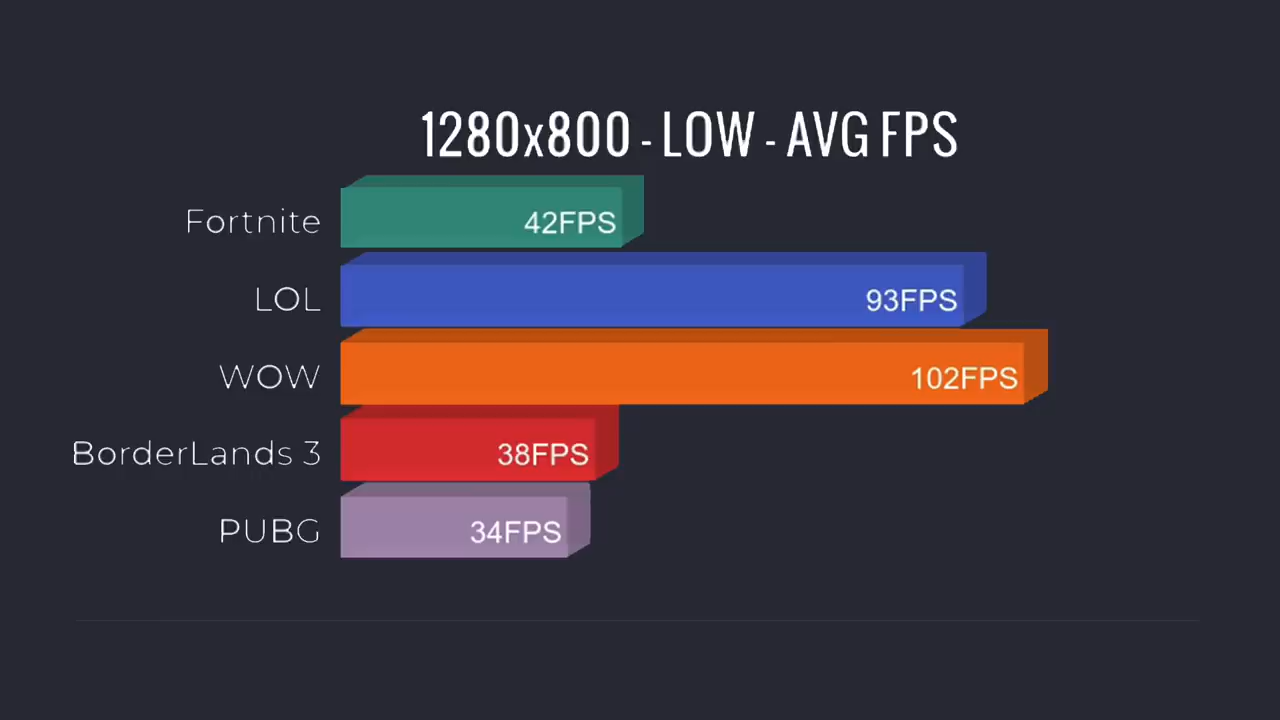 1280x800 - LOW - AVG FPS
Fortnite 42FPS
LOL 93FPS
WOW 102FPS
BorderLands 3 38FPS
PUBG 34FPS